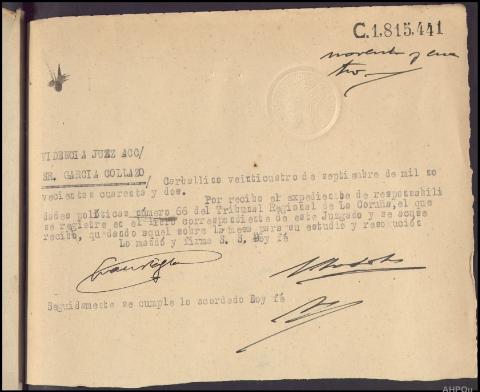 C.1.815.441
noventa y cua
tro
VIDENCIA JUEZ ACC/
SR. GARCIA COLLAZO/
Carballino veinticuatro de septiembre de mil no
vecientos cuarenta y dos.
Por recibo el expediente de responsabili
dades políticas número 66 del Tribunal Regional de La Coruña, el que
se registre en el libro correspondiente de este Juzgado y se acuse
recibo, quedando aquel sobre la mesa para su estudio y resolución
Lo mandó y firma S. S. Doy fé
Seguidamente se cumple lo acordado Doy fé
AHPOu